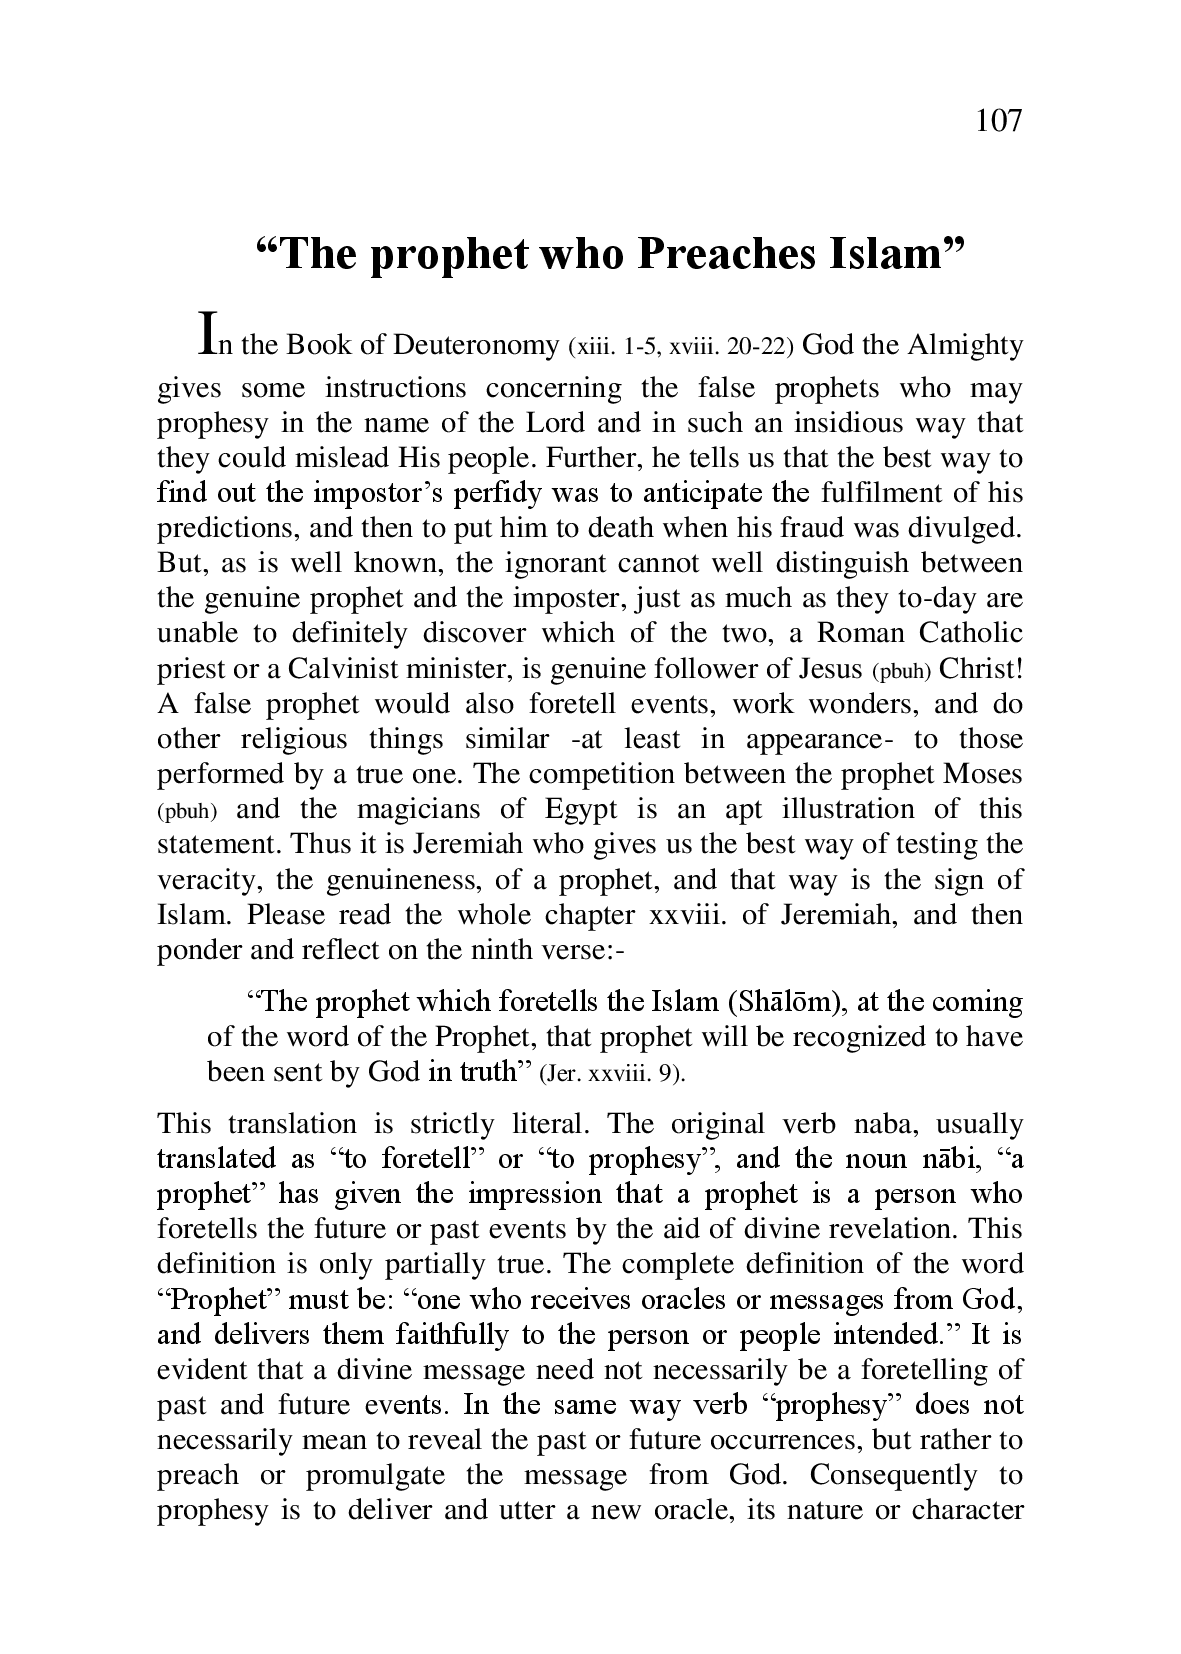 107
“The prophet who Preaches Islam”
In the Book of Deuteronomy (xiii. 1-5, xviii. 20-22) God the Almighty
gives some instructions concerning the false prophets who may
prophesy in the name of the Lord and in such an insidious way that
they could mislead His people. Further, he tells us that the best way to
find out the impostor’s perfidy was to anticipate the fulfilment of his
predictions, and then to put him to death when his fraud was divulged.
But, as is well known, the ignorant cannot well distinguish between
the genuine prophet and the imposter, just as much as they to-day are
unable to definitely discover which of the two, a Roman Catholic
priest or a Calvinist minister, is genuine follower of Jesus (pbuh) Christ!
A false prophet would also foretell events, work wonders, and do
other religious things similar -at least in appearance- to those
performed by a true one. The competition between the prophet Moses
(pbuh) and the magicians of Egypt is an apt illustration of this
statement. Thus it is Jeremiah who gives us the best way of testing the
veracity, the genuineness, of a prophet, and that way is the sign of
Islam. Please read the whole chapter xxviii. of Jeremiah, and then
ponder and reflect on the ninth verse:-
“The prophet which foretells the Islam (Shālōm), at the coming
of the word of the Prophet, that prophet will be recognized to have
been sent by God in truth” (Jer. xxviii. 9).
This translation is strictly literal. The original verb naba, usually
translated as “to foretell” or “to prophesy”, and the noun nābi, “a
prophet” has given the impression that a prophet is a person who
foretells the future or past events by the aid of divine revelation. This
definition is only partially true. The complete definition of the word
“Prophet” must be: “one who receives oracles or messages from God,
and delivers them faithfully to the person or people intended.” It is
evident that a divine message need not necessarily be a foretelling of
past and future events. In the same way verb “prophesy” does not
necessarily mean to reveal the past or future occurrences, but rather to
preach or promulgate the message from God. Consequently to
prophesy is to deliver and utter a new oracle, its nature or character